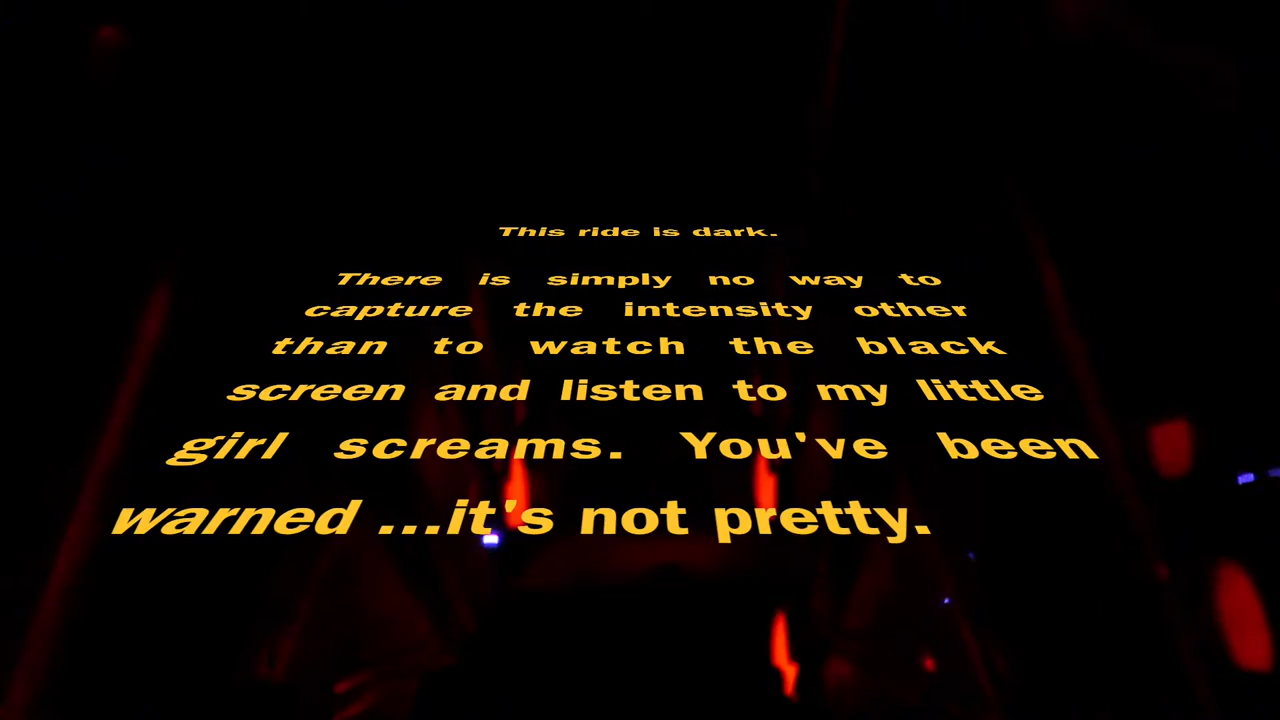 This ride is dark.
There is simply no way to
capture the intensity other
than to watch the black
screen and listen to my little
girl screams. You've been
warned ...it's not pretty.